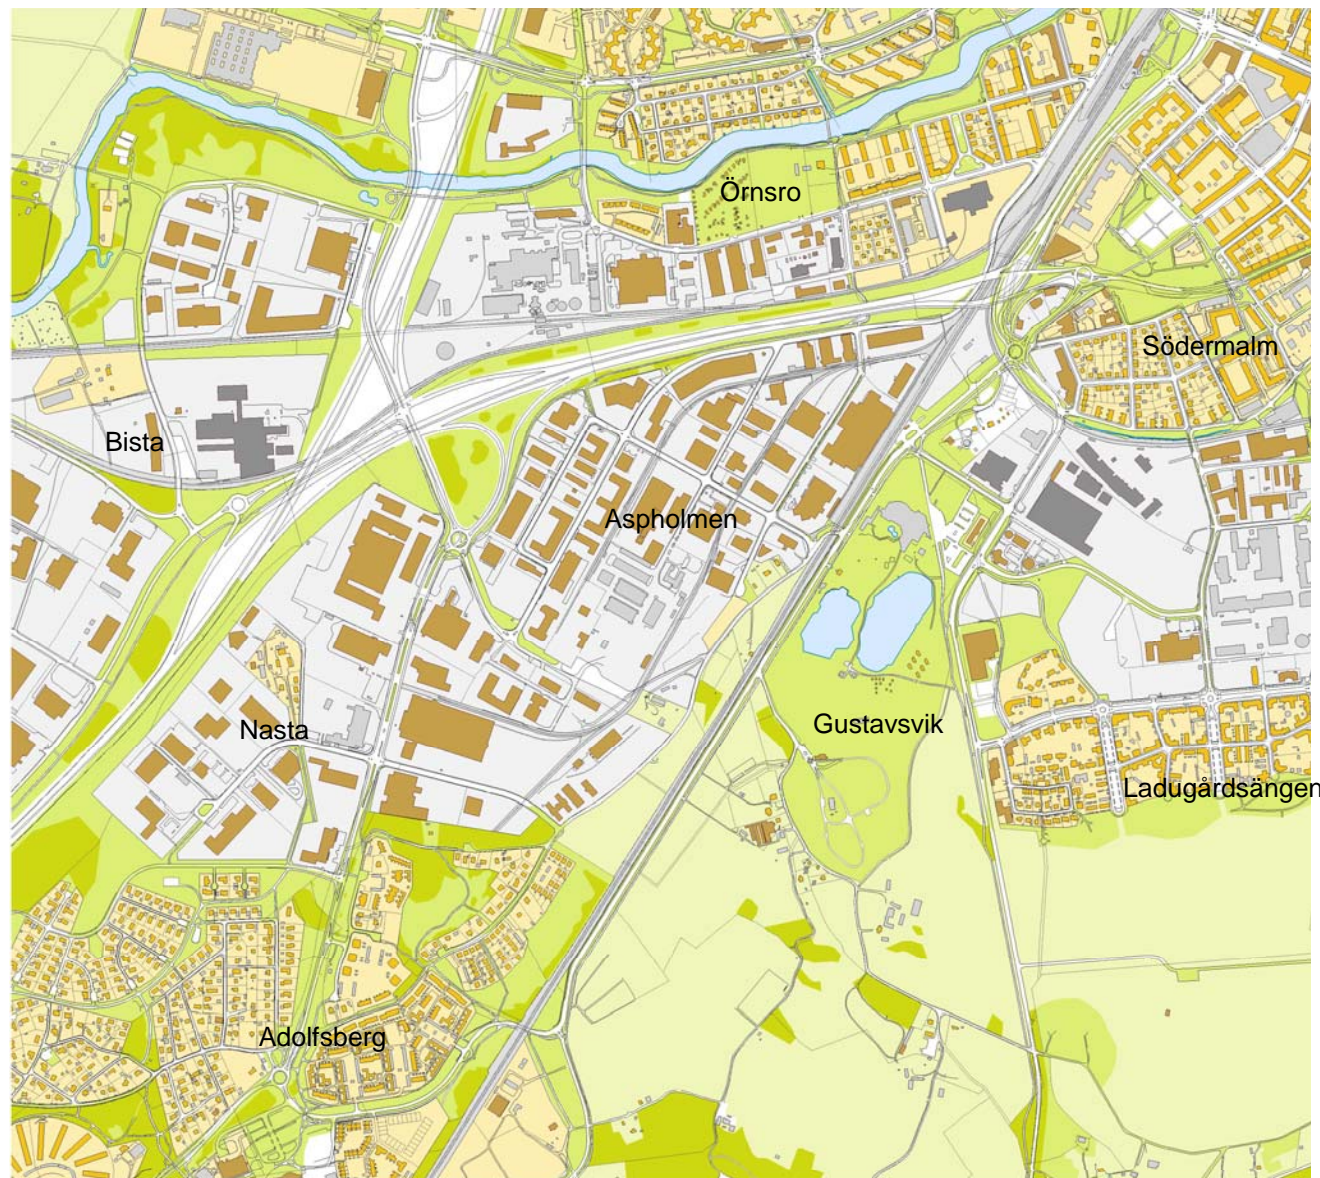 Örnsro
Södermalm
Bista
Aspholmen
Gustavsvik
Nasta
Ladugårdsängen
Adolfsberg